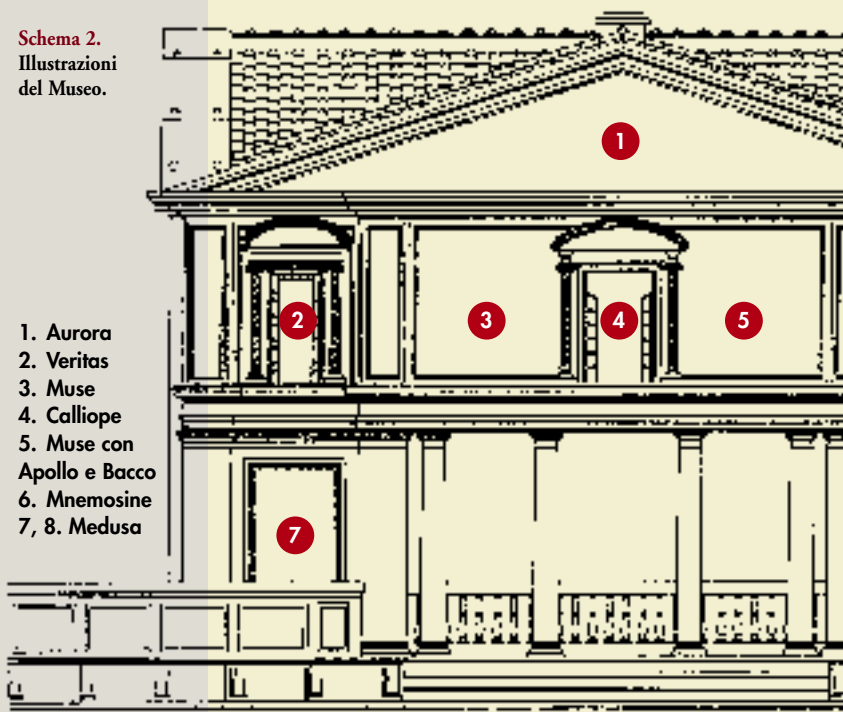 Schema 2.
Illustrazioni
del Museo.
1
2
3
4
5
1. Aurora
2. Veritas
3. Muse
4. Calliope
5. Muse con
Apollo e Bacco
6. Mnemosine
7, 8. Medusa
7